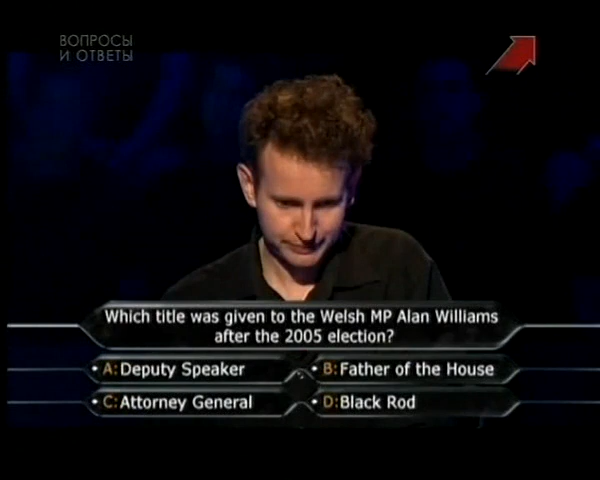 ВОПРОСЫ
И ОТВЕТЫ
Which title was given to the Welsh MP Alan Williams
after the 2005 election?
A: Deputy Speaker
B: Father of the House
C: Attorney General
D: Black Rod